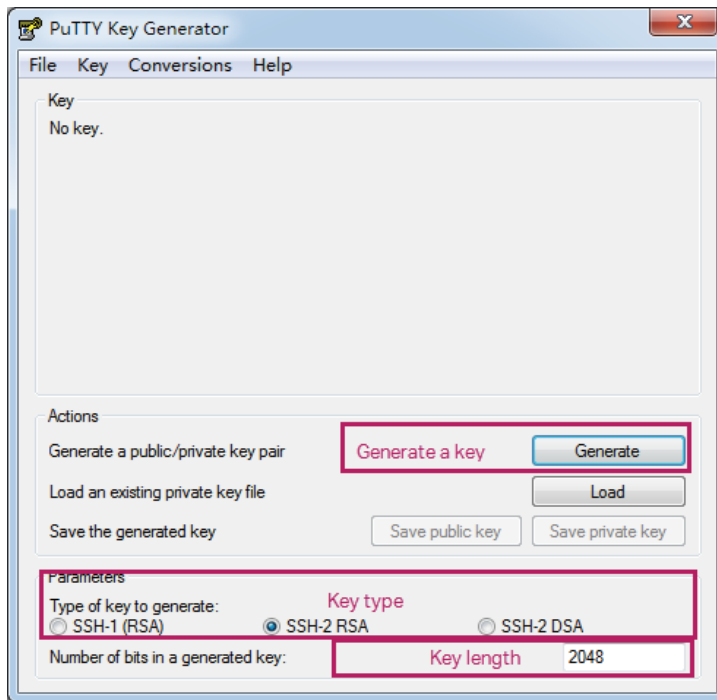 PuTTY Key Generator
File Key Conversions Help
Key
No key.
Actions
Generate a public/private key pair Generate a key Generate
Load an existing private key file Load
Save the generated key Save public key Save private key
Parameters
Type of key to generate: Key type
SSH-1 (RSA) SSH-2 RSA SSH-2 DSA
Number of bits in a generated key: Key length 2048